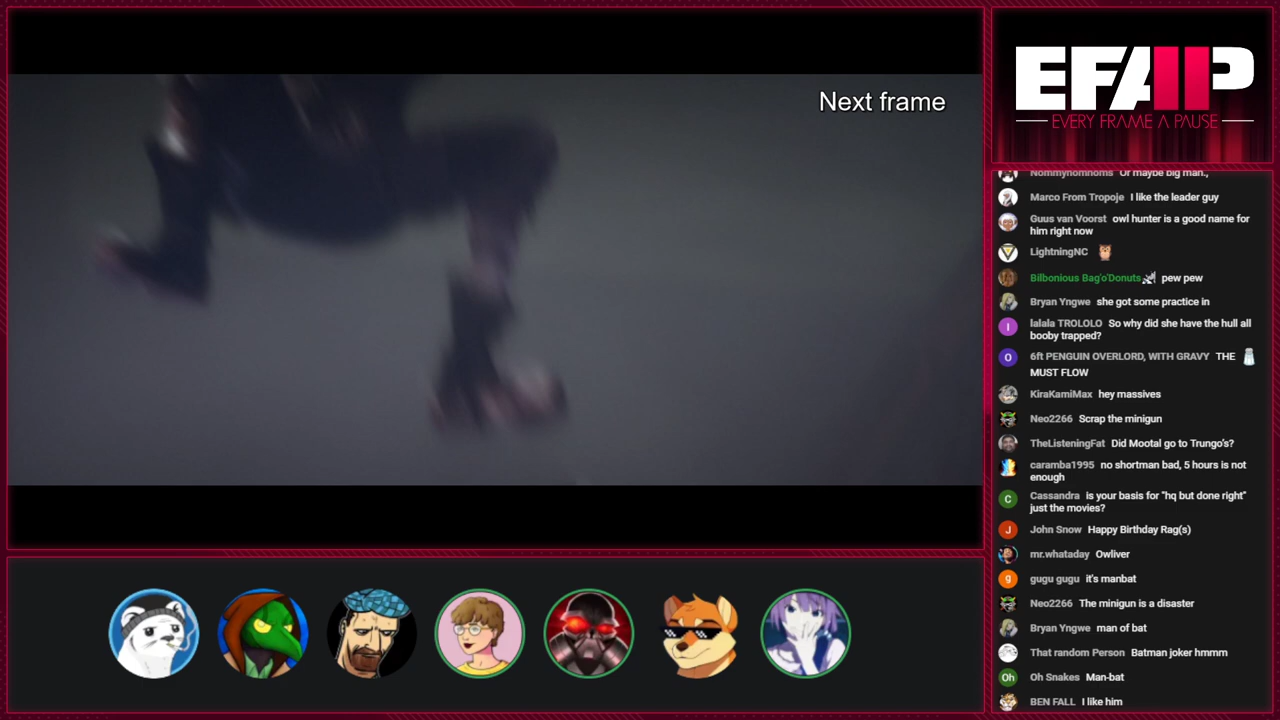 Next frame
EFAP
EVERY FRAME A PAUSE
Nommynomnoms Or maybe big man.,
Marco From Tropoje I like the leader guy
Guus van Voorst owl hunter is a good name for
him right now
LightningNC
Bilbonious Bag'o'Donuts pew pew
Bryan Yngwe she got some practice in
I
lalala TROLOLO So why did she have the hull all
booby trapped?
O
6ft PENGUIN OVERLORD, WITH GRAVY THE
MUST FLOW
KiraKamiMax hey massives
Neo2266 Scrap the minigun
TheListeningFat Did Mootal go to Trungo's?
caramba1995 no shortman bad, 5 hours is not
enough
C
Cassandra is your basis for "hq but done right"
just the movies?
J
John Snow Happy Birthday Rag(s)
mr.whataday Owliver
g
gugu gugu it's manbat
Neo2266 The minigun is a disaster
Bryan Yngwe man of bat
That random Person Batman joker hmmm
Oh
Oh Snakes Man-bat
BEN FALL I like him